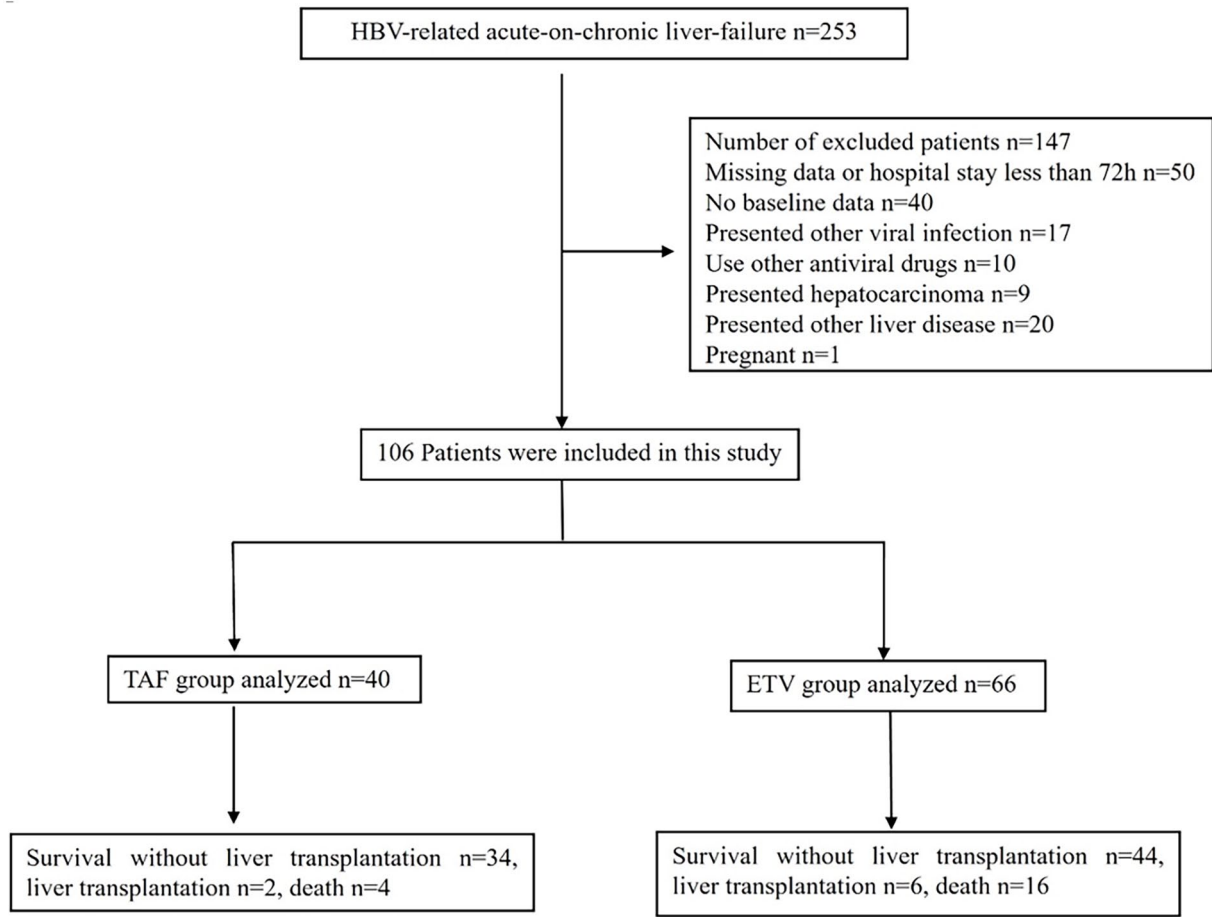 HBV-related acute-on-chronic liver-failure n=253
Number of excluded patients n=147
Missing data or hospital stay less than 72h n=50
No baseline data n=40
Presented other viral infection n=17
Use other antiviral drugs n=10
Presented hepatocarcinoma n=9
Presented other liver disease n=20
Pregnant n=1
106 Patients were included in this study
TAF group analyzed n=40
ETV group analyzed n=66
Survival without liver transplantation n=34,
liver transplantation n=2, death n=4
Survival without liver transplantation n=44,
liver transplantation n=6, death n=16